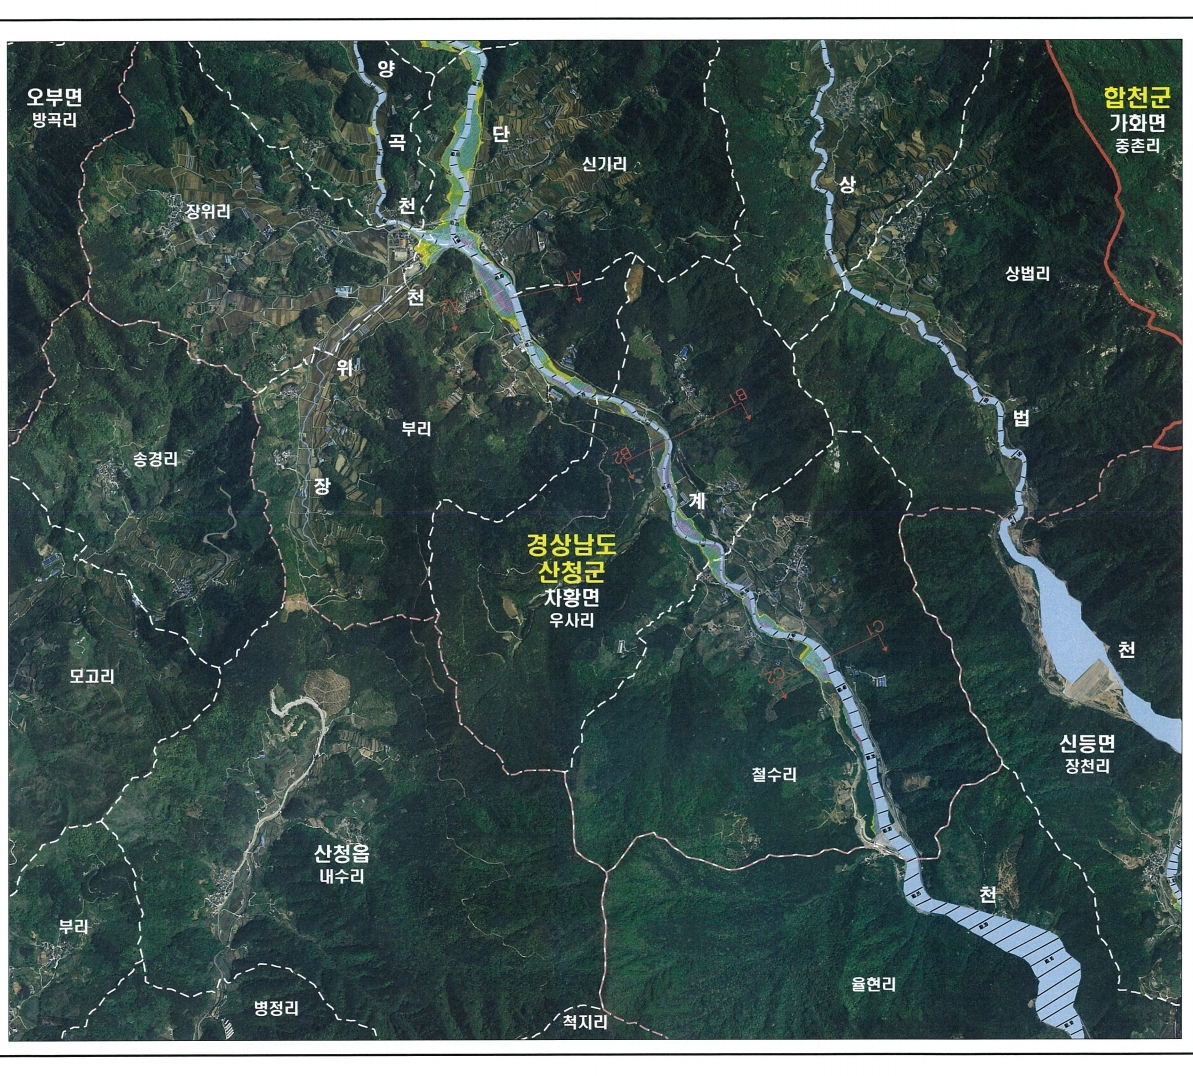 오부면
방곡리
양
곡
천
단
신기리
장위리
상
합천군
가화면
중촌리
상법리
천
위
장
부리
A1
B1
B2
법
송경리
계
경상남도
산청군
차황면
우사리
C1
C2
모고리
천
신등면
장천리
철수리
산청읍
내수리
천
부리
병정리
척지리
율현리